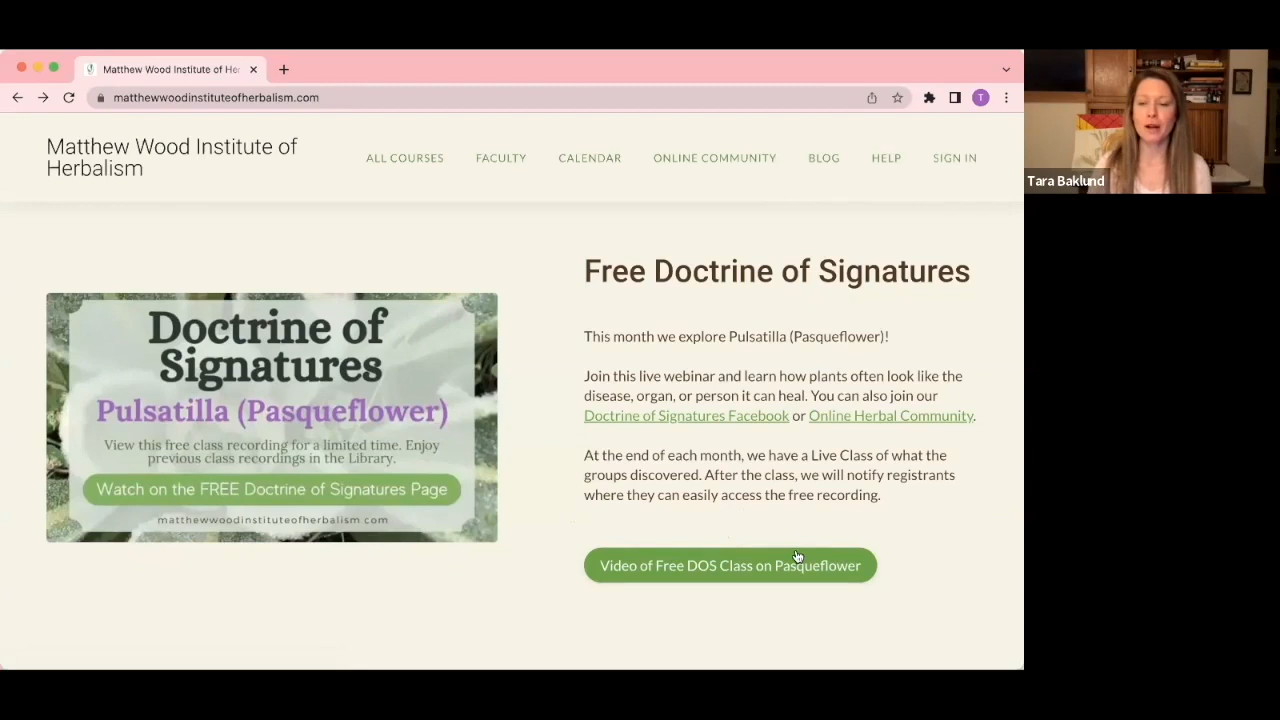 Matthew Wood Institute of He
matthewwoodinstituteofherbalism.com
T
Matthew Wood Institute of
Herbalism
ALL COURSES
FACULTY
CALENDAR
ONLINE COMMUNITY
BLOG
HELP
SIGN IN
Tara Baklund
Doctrine of
Signatures
Pulsatilla (Pasqueflower)
View this free class recording for a limited time. Enjoy
previous class recordings in the Library.
Watch on the FREE Doctrine of Signatures Page
matthewwoodinstituteofherbalism.com
Free Doctrine of Signatures
This month we explore Pulsatilla (Pasqueflower)!
Join this live webinar and learn how plants often look like the
disease, organ, or person it can heal. You can also join our
Doctrine of Signatures Facebook or Online Herbal Community.
At the end of each month, we have a Live Class of what the
groups discovered. After the class, we will notify registrants
where they can easily access the free recording.
Video of Free DOS Class on Pasqueflower